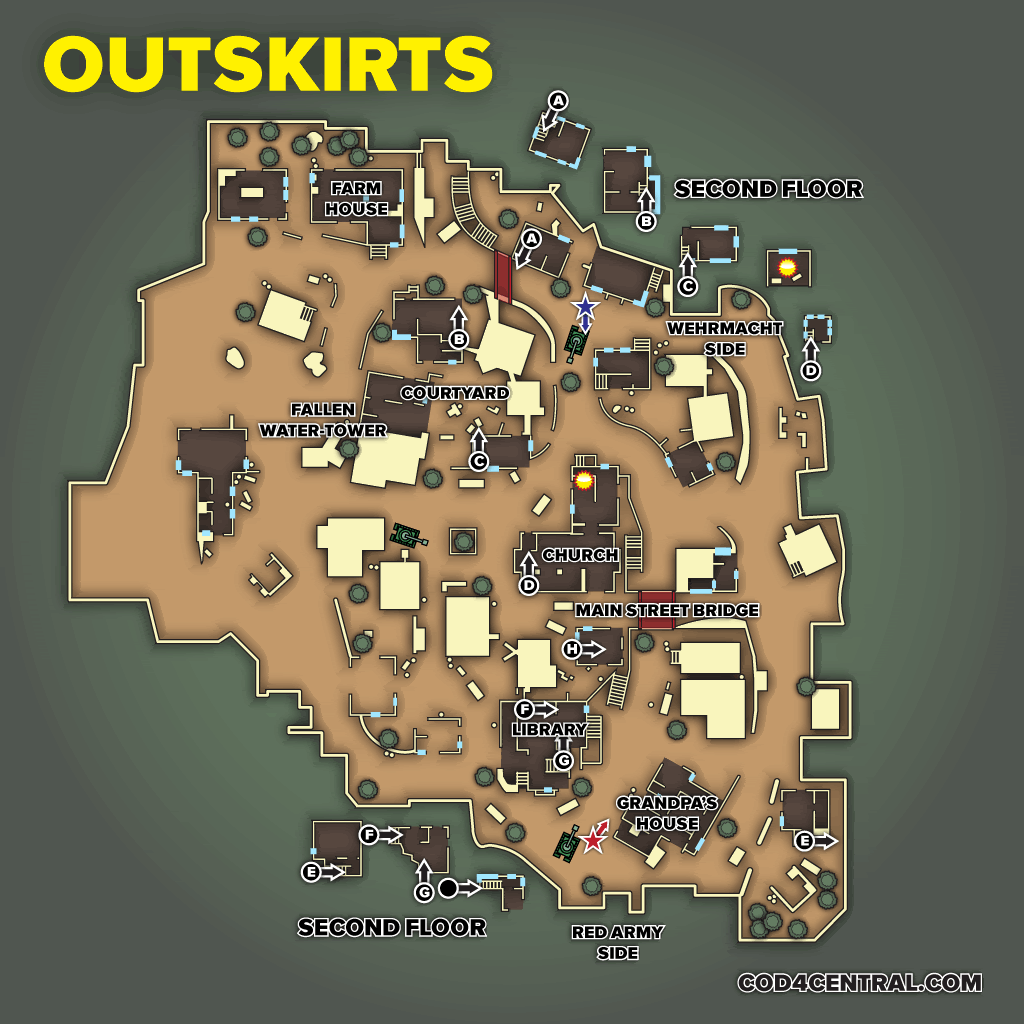 OUTSKIRTS
A
SECOND FLOOR
B
FARM
HOUSE
A
C
B
WEHRMACHT
SIDE
D
COURTYARD
FALLEN
WATER-TOWER
C
CHURCH
D
MAIN STREET BRIDGE
H
F
LIBRARY
G
GRANDPA'S
HOUSE
E
F
E
G
SECOND FLOOR
RED ARMY
SIDE
COD4CENTRAL.COM